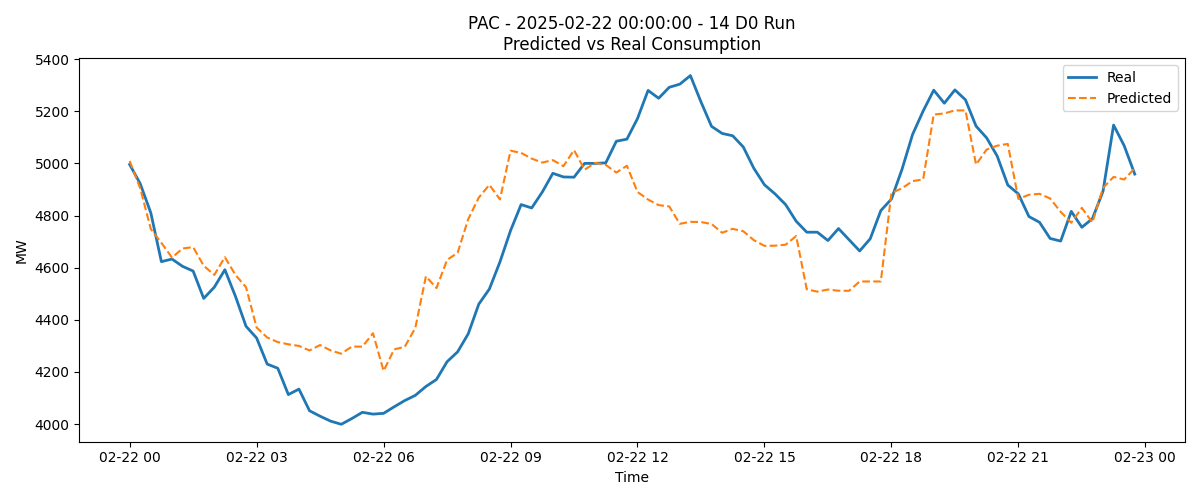 PAC - 2025-02-22 00:00:00 - 14 D0 Run
Predicted vs Real Consumption
Real
Predicted
MW
5400
5200
5000
4800
4600
4400
4200
4000
02-22 00
02-22 03
02-22 06
02-22 09
02-22 12
02-22 15
02-22 18
02-22 21
02-23 00
Time